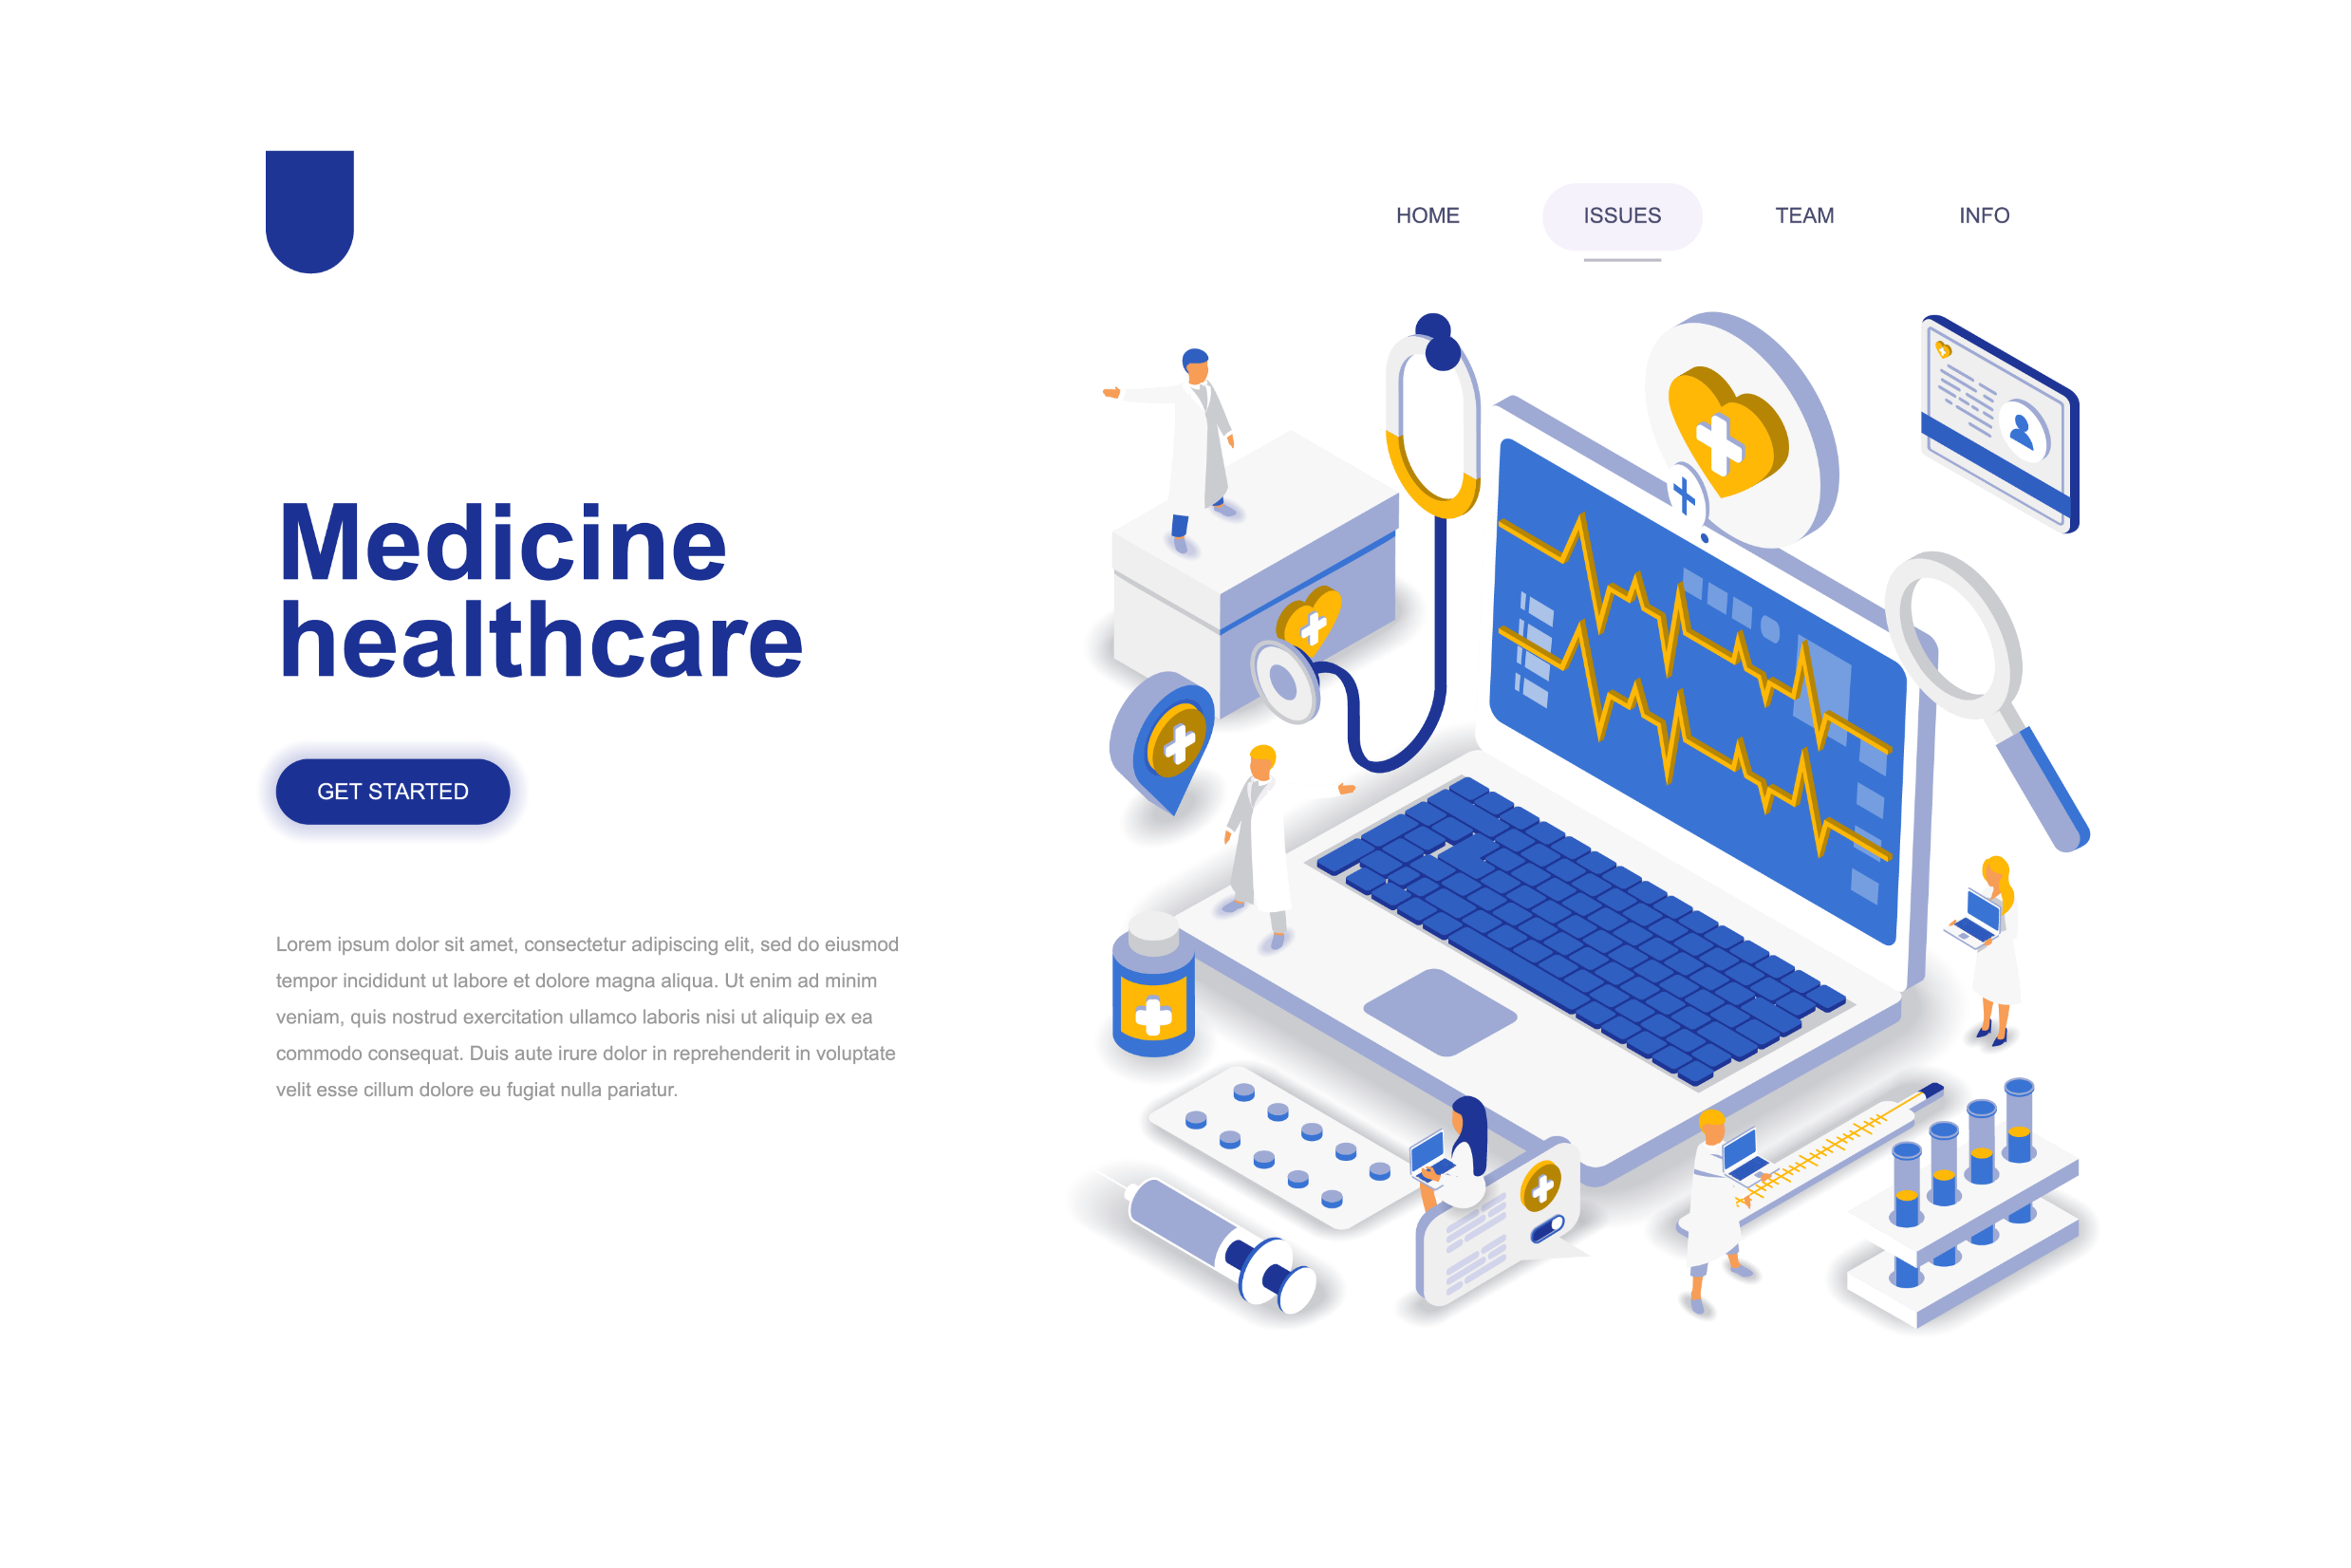 HOME
ISSUES
TEAM
INFO
Medicine
healthcare
GET STARTED
Lorem ipsum dolor sit amet, consectetur adipiscing elit, sed do eiusmod
tempor incididunt ut labore et dolore magna aliqua. Ut enim ad minim
veniam, quis nostrud exercitation ullamco laboris nisi ut aliquip ex ea
commodo consequat. Duis aute irure dolor in reprehenderit in voluptate
velit esse cillum dolore eu fugiat nulla pariatur.